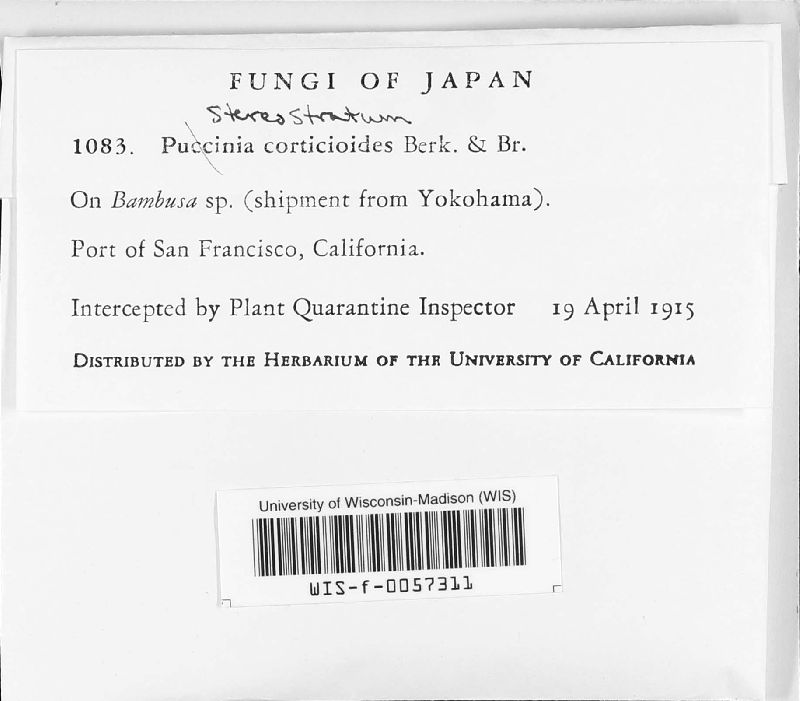 FUNGI OF JAPAN
Stereostratum
1083. Puccinia corticioides Berk. & Br.
On Bambusa sp. (shipment from Yokohama).
Port of San Francisco, California.
Intercepted by Plant Quarantine Inspector 19 April 1915
DISTRIBUTED BY THE HERBARIUM OF THE UNIVERSITY OF CALIFORNIA
University of Wisconsin-Madison (WIS)
WIS-f-0057311